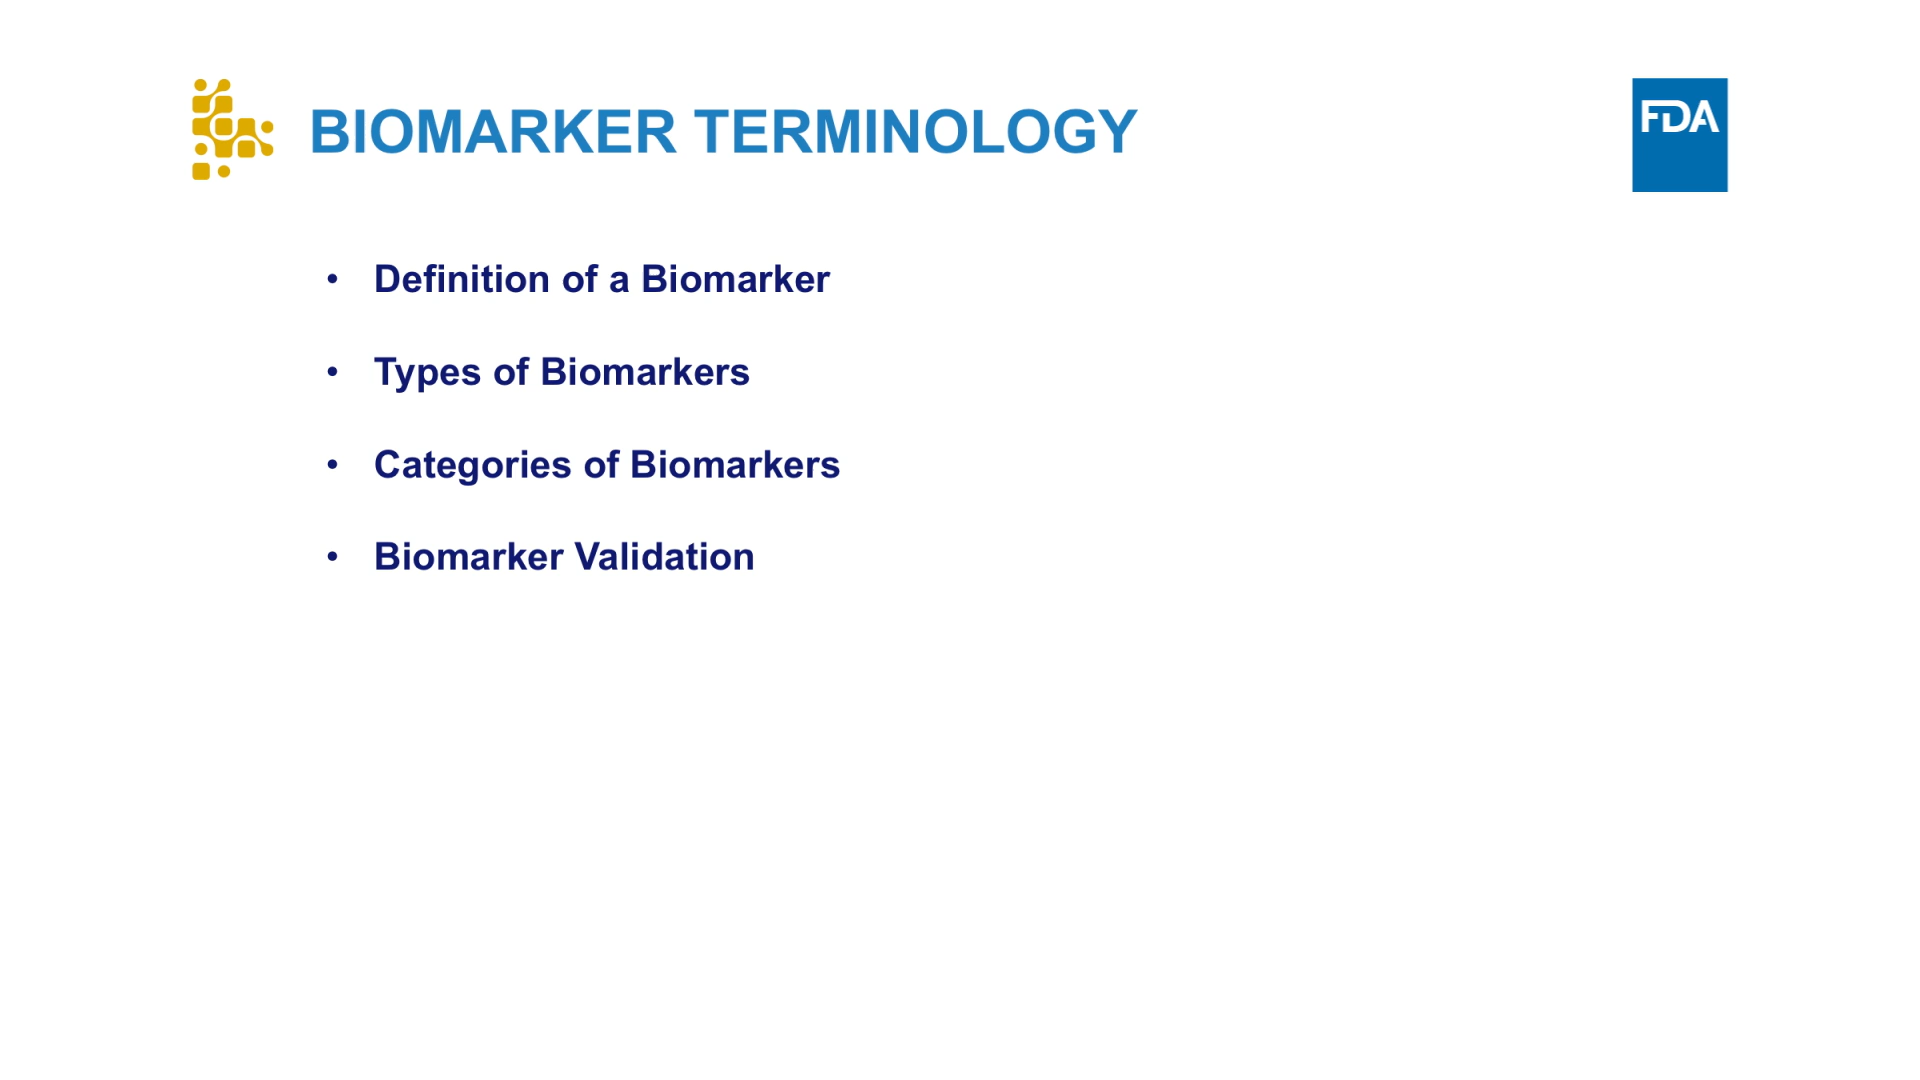 BIOMARKER TERMINOLOGY
FDA
• Definition of a Biomarker
• Types of Biomarkers
• Categories of Biomarkers
• Biomarker Validation